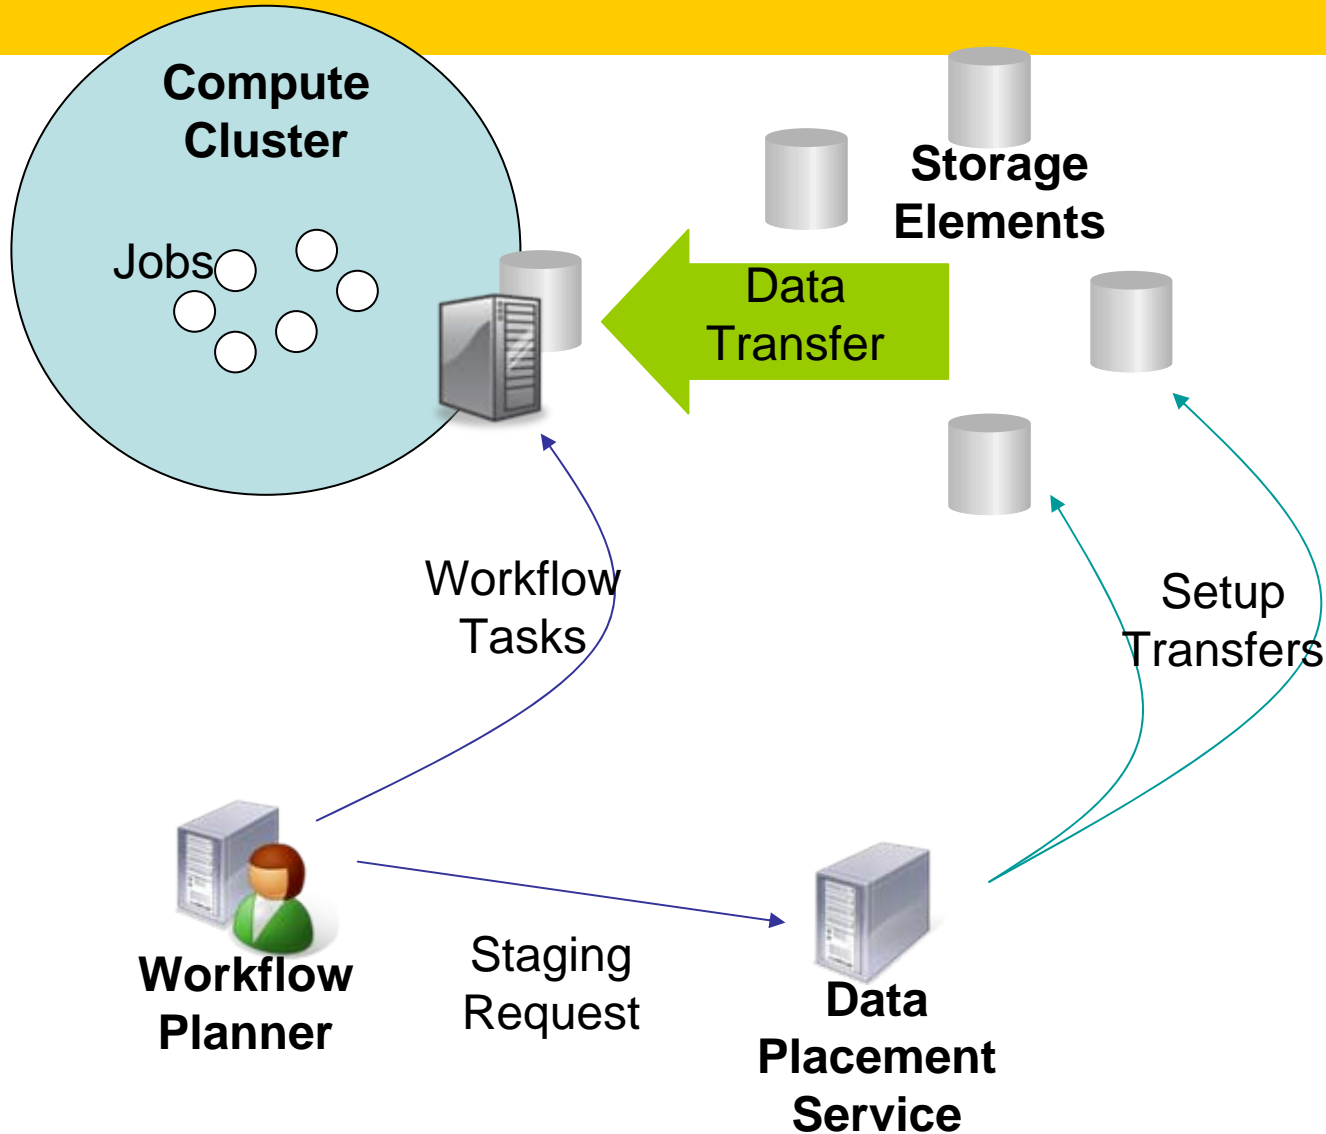 Compute
Cluster
Jobs
Storage
Elements
Data
Transfer
Workflow
Tasks
Setup
Transfers
Workflow
Planner
Staging
Request
Data
Placement
Service